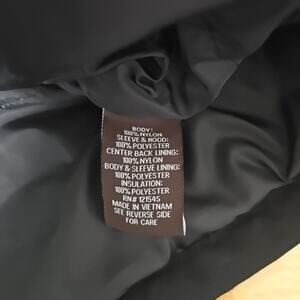 BODY:
100% NYLON
SLEEVE & HOOD:
100% POLYESTER
CENTER BACK LINING:
100% NYLON
BODY & SLEEVE LINING:
100% POLYESTER
INSULATION:
100% POLYESTER
RN# 121545
MADE IN VIETNAM
SEE REVERSE SIDE
FOR CARE